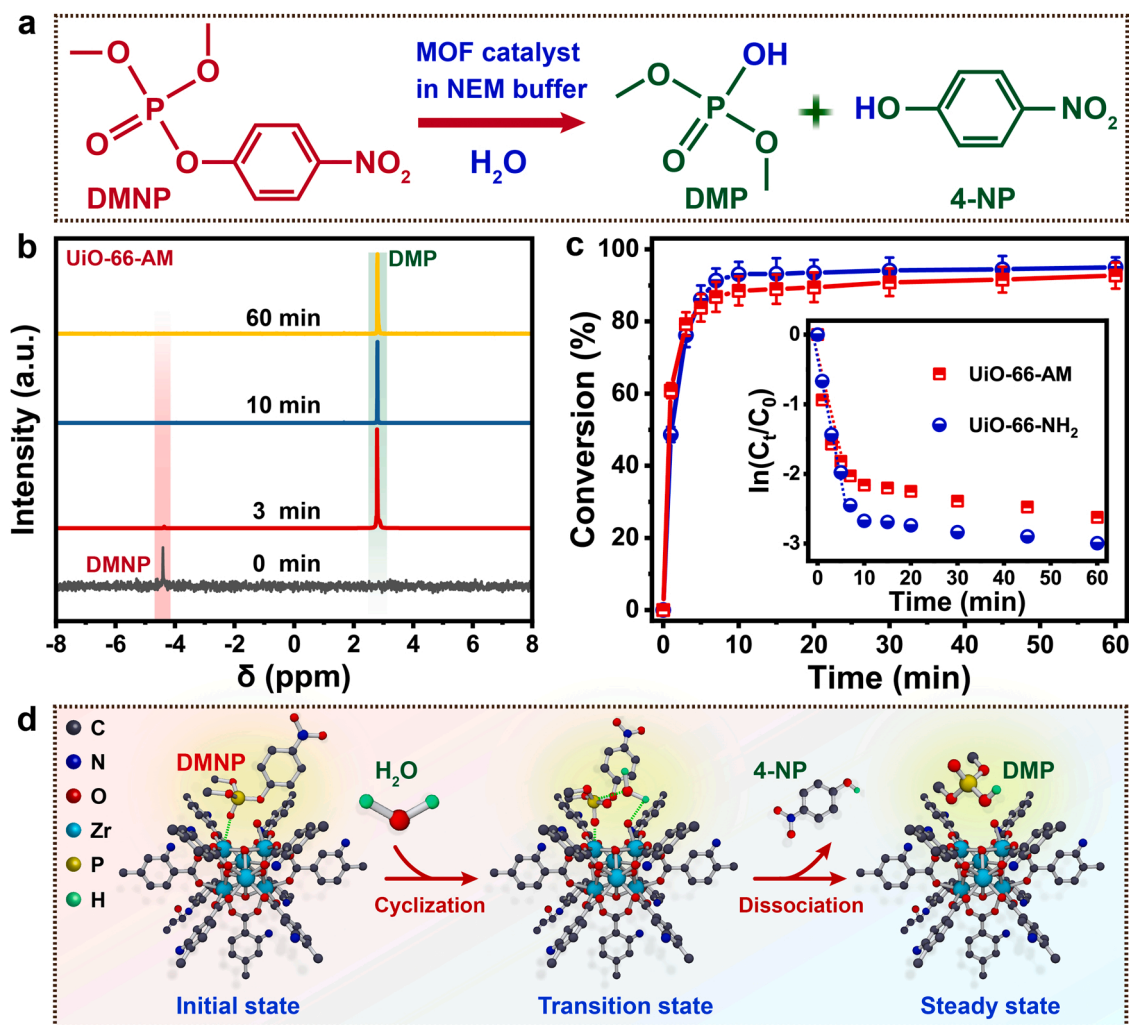 a
MOF catalyst
in NEM buffer
H₂O
O
O
P
O
O
NO₂
DMNP
OH
O
P
O
O
DMP
HO
NO₂
4-NP
b
UiO-66-AM
DMP
60 min
10 min
3 min
DMNP
0 min
Intensity (a.u.)
-8 -6 -4 -2 0 2 4 6 8
δ (ppm)
c
100
80
60
40
20
0
Conversion (%)
0 10 20 30 40 50 60
Time (min)
0
-1
-2
-3
ln(Cₜ/C₀)
UiO-66-AM
UiO-66-NH₂
0 10 20 30 40 50 60
Time (min)
d
C
N
O
Zr
P
H
DMNP
H₂O
Cyclization
4-NP
Dissociation
DMP
Initial state
Transition state
Steady state